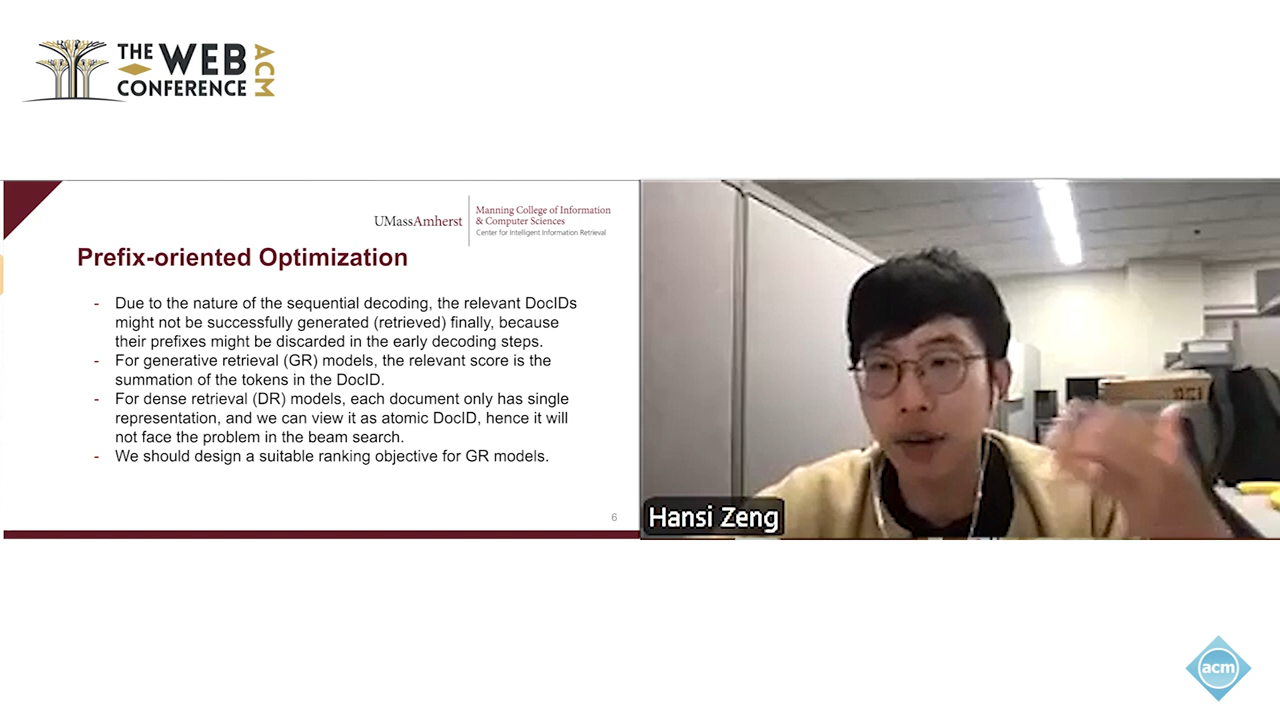 THE WEB
CONFERENCE
ACM
UMassAmherst
Manning College of Information
& Computer Sciences
Center for Intelligent Information Retrieval
Prefix-oriented Optimization
- Due to the nature of the sequential decoding, the relevant DocIDs
might not be successfully generated (retrieved) finally, because
their prefixes might be discarded in the early decoding steps.
- For generative retrieval (GR) models, the relevant score is the
summation of the tokens in the DocID.
- For dense retrieval (DR) models, each document only has single
representation, and we can view it as atomic DocID, hence it will
not face the problem in the beam search.
- We should design a suitable ranking objective for GR models.
6
Hansi Zeng
acm